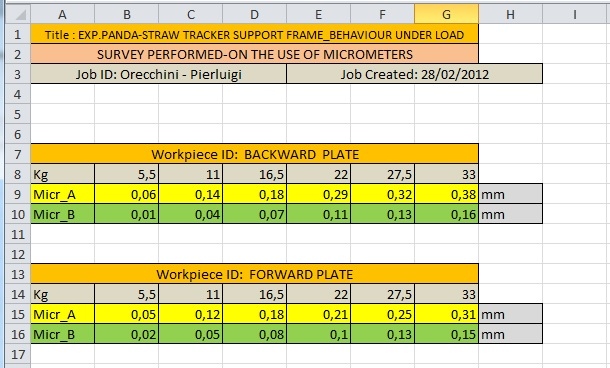 A B C D E F G H I
1 Title : EXP.PANDA-STRAW TRACKER SUPPORT FRAME_BEHAVIOUR UNDER LOAD
2 SURVEY PERFORMED-ON THE USE OF MICROMETERS
3 Job ID: Orecchini - Pierluigi Job Created: 28/02/2012
4
5
6
7 Workpiece ID: BACKWARD PLATE
8 Kg 5,5 11 16,5 22 27,5 33
9 Micr_A 0,06 0,14 0,18 0,29 0,32 0,38 mm
10 Micr_B 0,01 0,04 0,07 0,11 0,13 0,16 mm
11
12
13 Workpiece ID: FORWARD PLATE
14 Kg 5,5 11 16,5 22 27,5 33
15 Micr_A 0,05 0,12 0,18 0,21 0,25 0,31 mm
16 Micr_B 0,02 0,05 0,08 0,1 0,13 0,15 mm
17